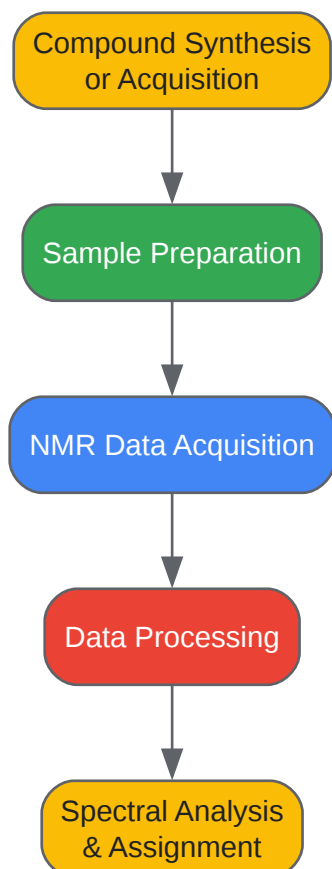 Compound Synthesis
or Acquisition
Sample Preparation
NMR Data Acquisition
Data Processing
Spectral Analysis
& Assignment